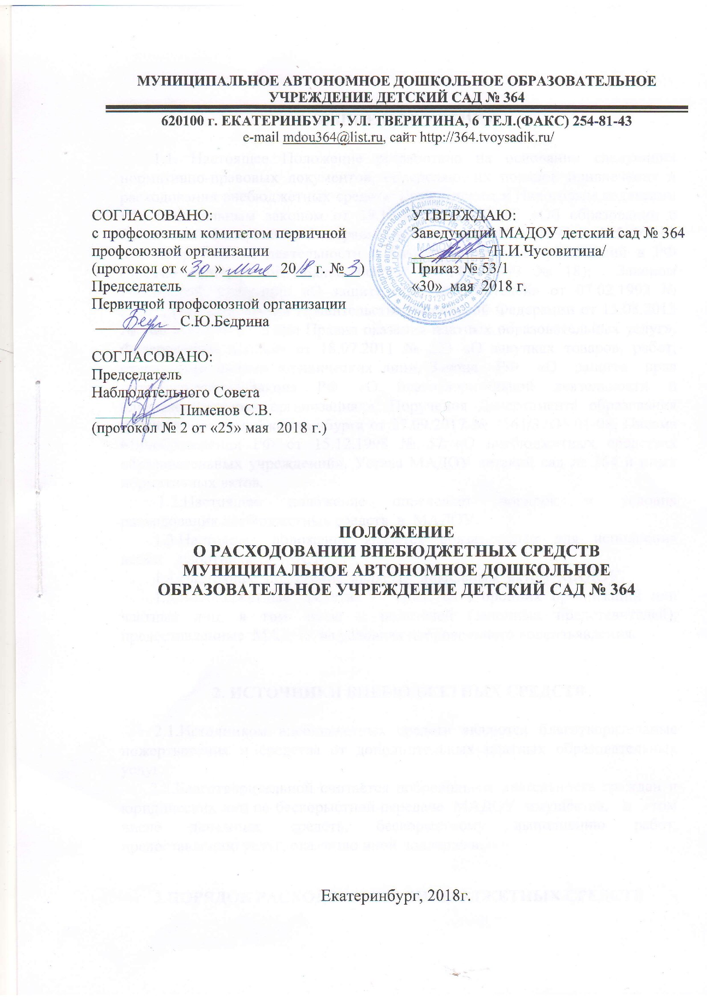 МУНИЦИПАЛЬНОЕ АВТОНОМНОЕ ДОШКОЛЬНОЕ ОБРАЗОВАТЕЛЬНОЕ
УЧРЕЖДЕНИЕ ДЕТСКИЙ САД № 364
620100 г. ЕКАТЕРИНБУРГ, УЛ. ТВЕРИТИНА, 6 ТЕЛ.(ФАКС) 254-81-43
e-mail mdou364@list.ru, сайт http://364.tvoysadik.ru/
СОГЛАСОВАНО:
с профсоюзным комитетом первичной
профсоюзной организации
(протокол от «30» мая 2018 г. № 3)
Председатель
Первичной профсоюзной организации
С.Ю.Бедрина
УТВЕРЖДАЮ:
Заведующий МАДОУ детский сад № 364
/Н.И.Чусовитина/
Приказ № 53/1
«30» мая 2018 г.
СОГЛАСОВАНО:
Председатель
Наблюдательного Совета
Пименов С.В.
(протокол № 2 от «25» мая 2018 г.)
ПОЛОЖЕНИЕ
О РАСХОДОВАНИИ ВНЕБЮДЖЕТНЫХ СРЕДСТВ
МУНИЦИПАЛЬНОЕ АВТОНОМНОЕ ДОШКОЛЬНОЕ
ОБРАЗОВАТЕЛЬНОЕ УЧРЕЖДЕНИЕ ДЕТСКИЙ САД № 364
Екатеринбург, 2018г.